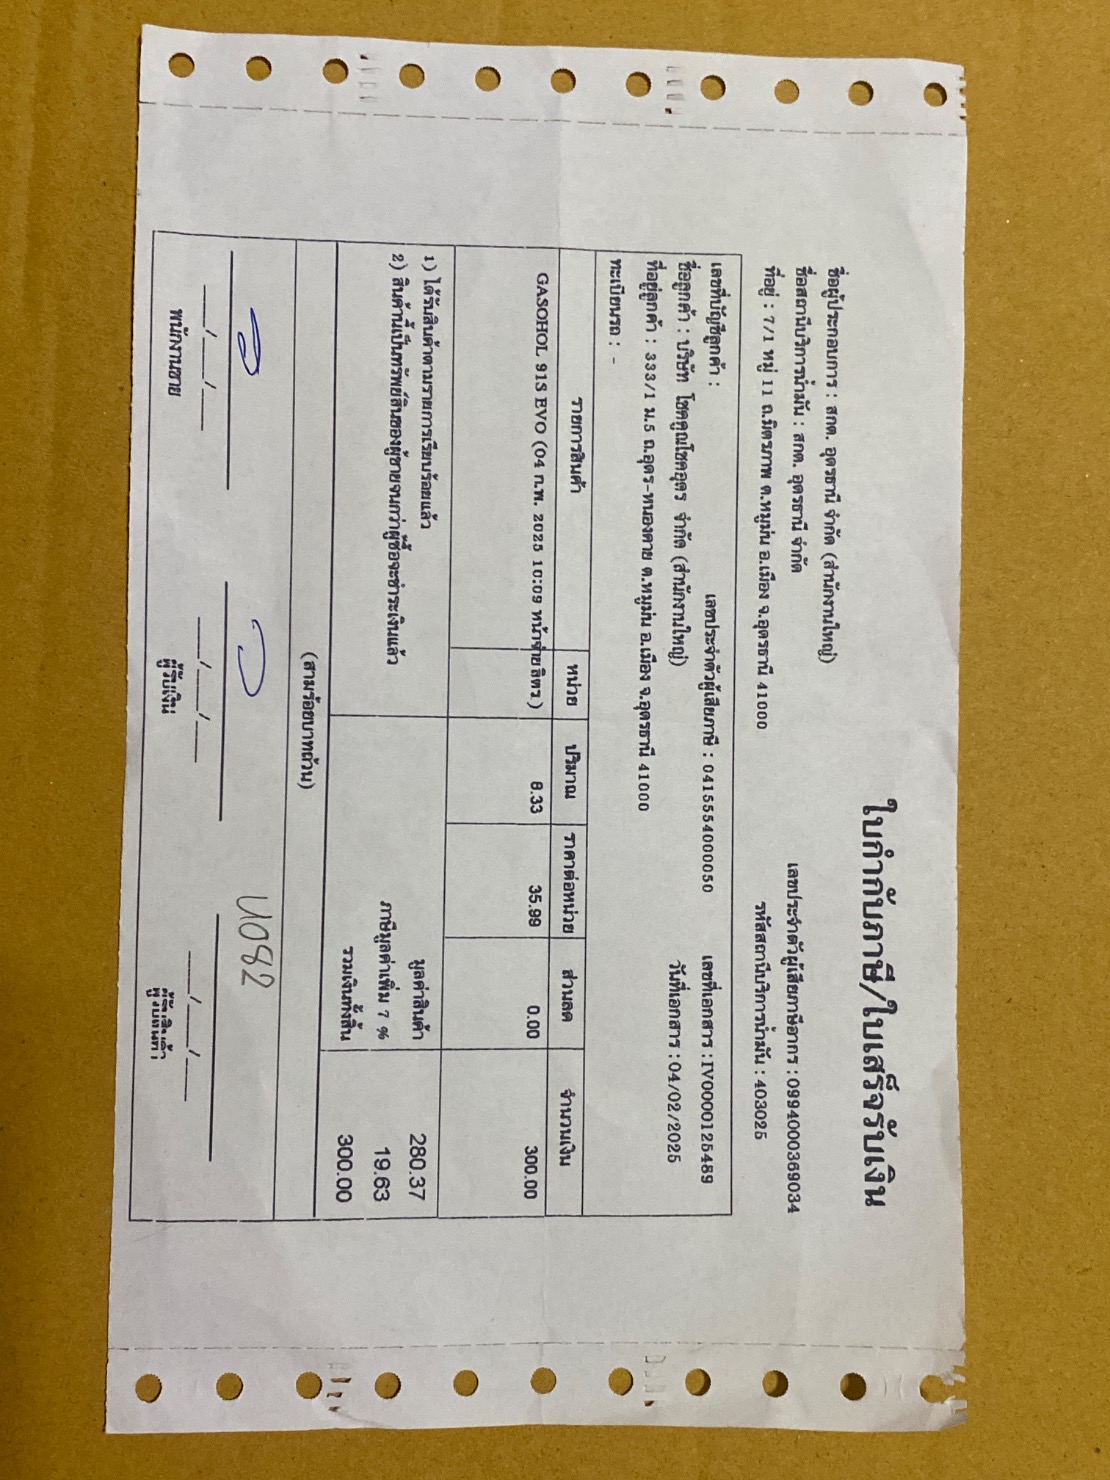 ใบกำกับภาษี/ใบเสร็จรับเงิน
ชื่อผู้ประกอบการ : สกต. อุดรธานี จำกัด (สำนักงานใหญ่)
เลขประจำตัวผู้เสียภาษีอากร : 0994000369034
ชื่อสถานีบริการน้ำมัน : สกต. อุดรธานี จำกัด
รหัสสถานีบริการน้ำมัน : 403025
ที่อยู่ : 7/1 หมู่ 11 ถ.มิตรภาพ ต.หมูม่น อ.เมือง จ.อุดรธานี 41000
เลขที่บัญชีลูกค้า : เลขประจำตัวผู้เสียภาษี : 0415554000050 เลขที่เอกสาร : IV0000125489
ชื่อลูกค้า : บริษัท โชคคูณโชคอุดร จำกัด (สำนักงานใหญ่) วันที่เอกสาร : 04/02/2025
ที่อยู่ลูกค้า : 333/1 ม.5 ถ.อุดร-หนองคาย ต.หมูม่น อ.เมือง จ.อุดรธานี 41000
ทะเบียนรถ : -
รายการสินค้า หน่วย ปริมาณ ราคาต่อหน่วย ส่วนลด จำนวนเงิน
GASOHOL 91S EVO (04 ก.พ. 2025 10:09 หน้าจ่าย ลิตร ) 8.33 35.99 0.00 300.00
1) ได้รับสินค้าตามรายการเรียบร้อยแล้ว มูลค่าสินค้า 280.37
2) สินค้านี้เป็นทรัพย์สินของผู้ขายจนกว่าผู้ซื้อจะชำระเงินแล้ว ภาษีมูลค่าเพิ่ม 7 % 19.63
รวมเงินทั้งสิ้น 300.00
(สามร้อยบาทถ้วน)
U082
___/___/___ ___/___/___ ___/___/___
พนักงานขาย ผู้รับเงิน ผู้รับสินค้า